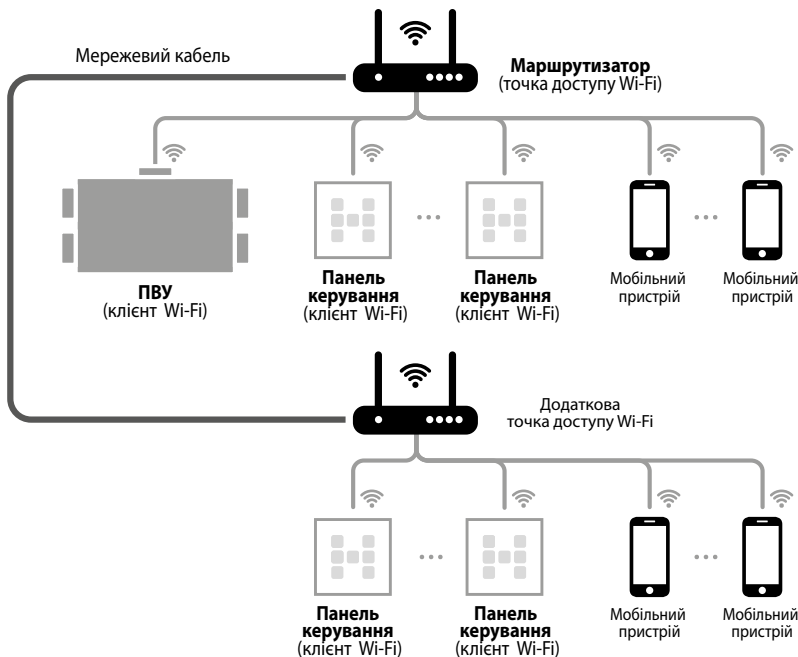 Мережевий кабель
Маршрутизатор
(точка доступу Wi-Fi)
ПВУ
(клієнт Wi-Fi)
Панель
керування
(клієнт Wi-Fi)
Панель
керування
(клієнт Wi-Fi)
Мобільний
пристрій
Мобільний
пристрій
Додаткова
точка доступу Wi-Fi
Панель
керування
(клієнт Wi-Fi)
Панель
керування
(клієнт Wi-Fi)
Мобільний
пристрій
Мобільний
пристрій